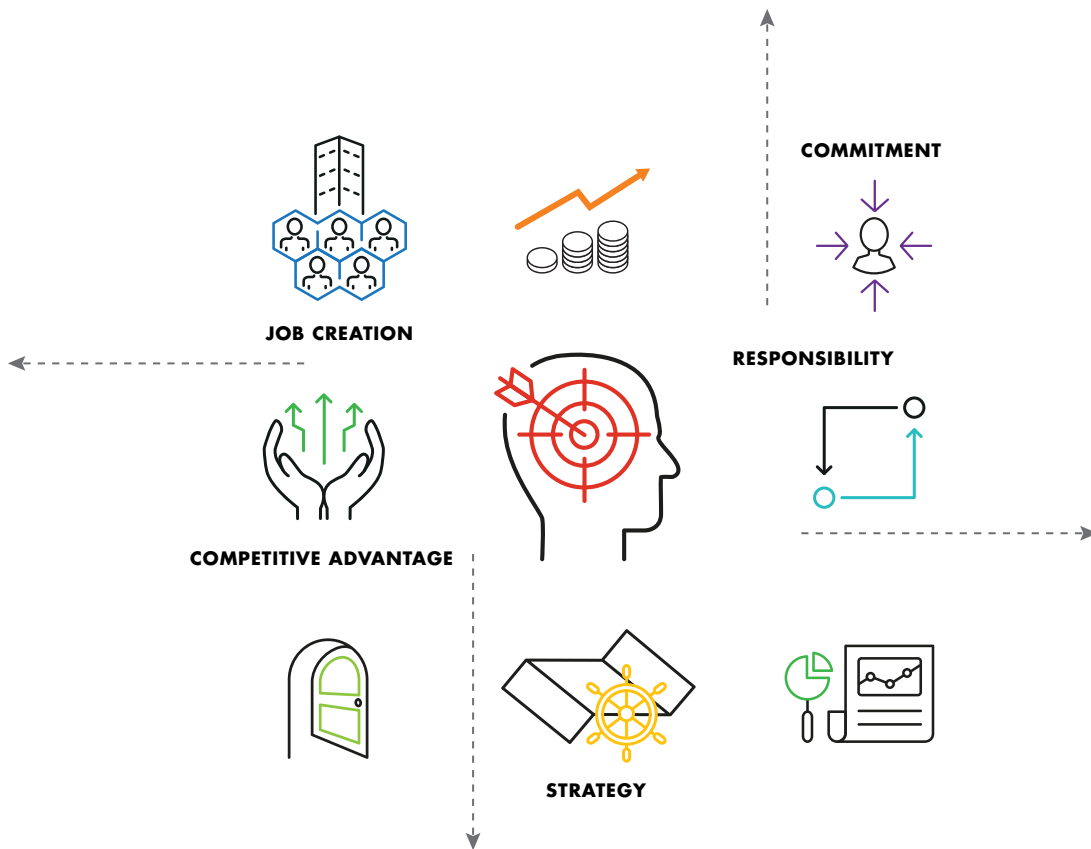 COMMITMENT
JOB CREATION
RESPONSIBILITY
COMPETITIVE ADVANTAGE
STRATEGY